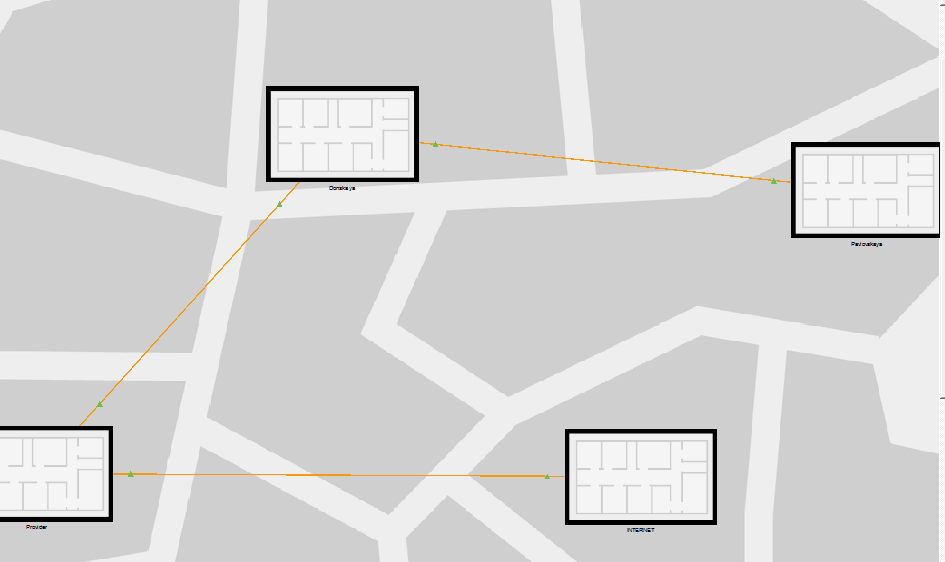 Donskaya
Pavlovskaya
Provider
INTERNET